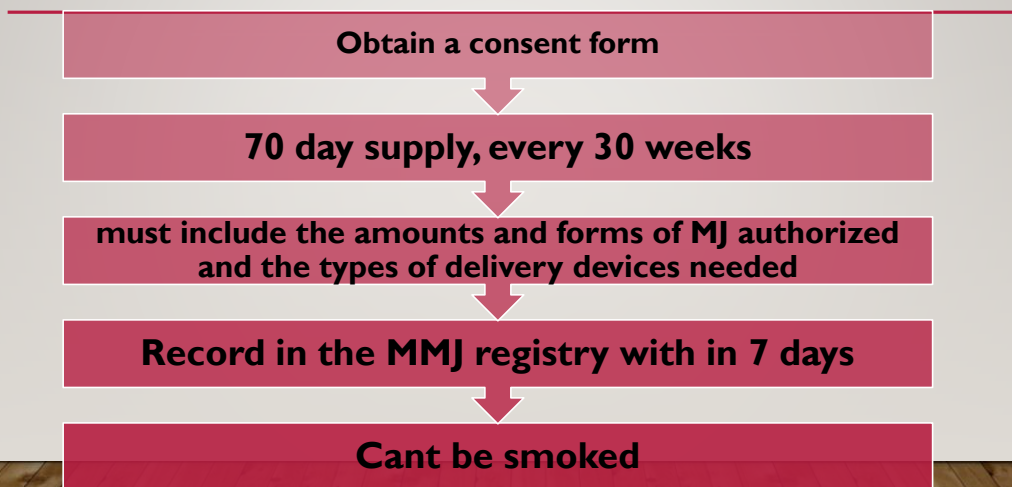 Obtain a consent form
70 day supply, every 30 weeks
must include the amounts and forms of MJ authorized
and the types of delivery devices needed
Record in the MMJ registry with in 7 days
Cant be smoked